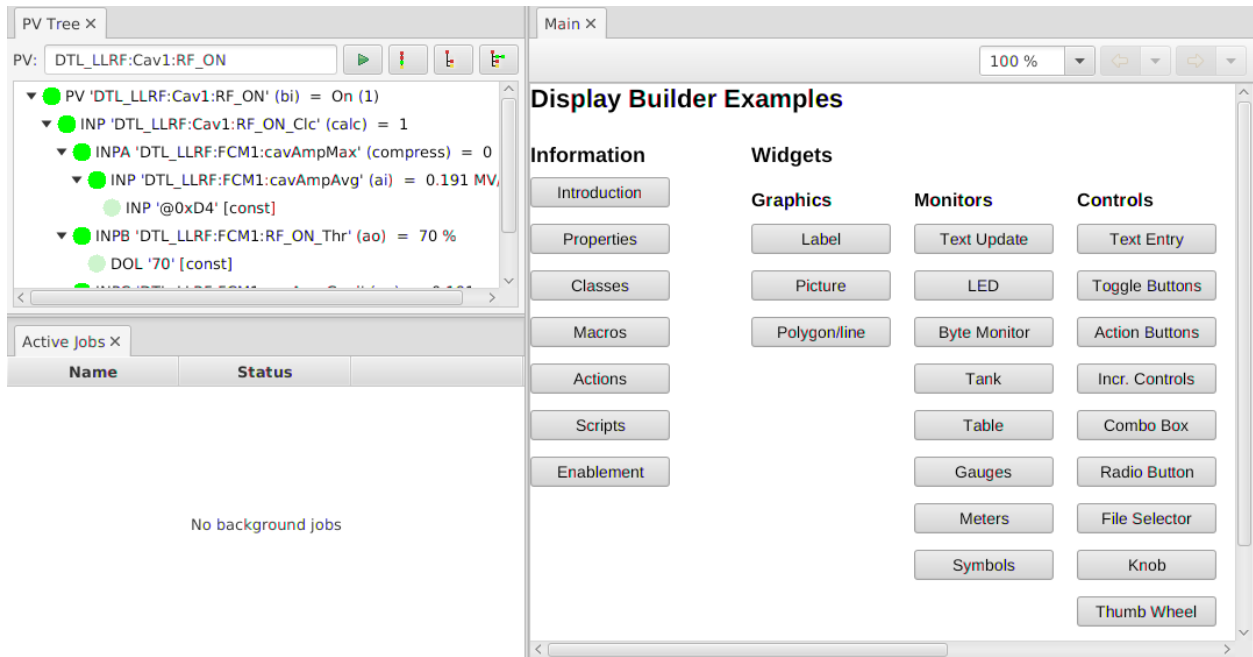 PV Tree
PV: DTL_LLRF:Cav1:RF_ON
PV 'DTL_LLRF:Cav1:RF_ON' (bi) = On (1)
INP 'DTL_LLRF:Cav1:RF_ON_Clc' (calc) = 1
INPA 'DTL_LLRF:FCM1:cavAmpMax' (compress) = 0
INP 'DTL_LLRF:FCM1:cavAmpAvg' (ai) = 0.191 MV/
INP '@0xD4' [const]
INPB 'DTL_LLRF:FCM1:RF_ON_Thr' (ao) = 70 %
DOL '70' [const]
Active Jobs
Name Status
No background jobs
Main
100 %
Display Builder Examples
Information Widgets
Introduction Graphics Monitors Controls
Properties Label Text Update Text Entry
Classes Picture LED Toggle Buttons
Macros Polygon/line Byte Monitor Action Buttons
Actions Tank Incr. Controls
Scripts Table Combo Box
Enablement Gauges Radio Button
Meters File Selector
Symbols Knob
Thumb Wheel